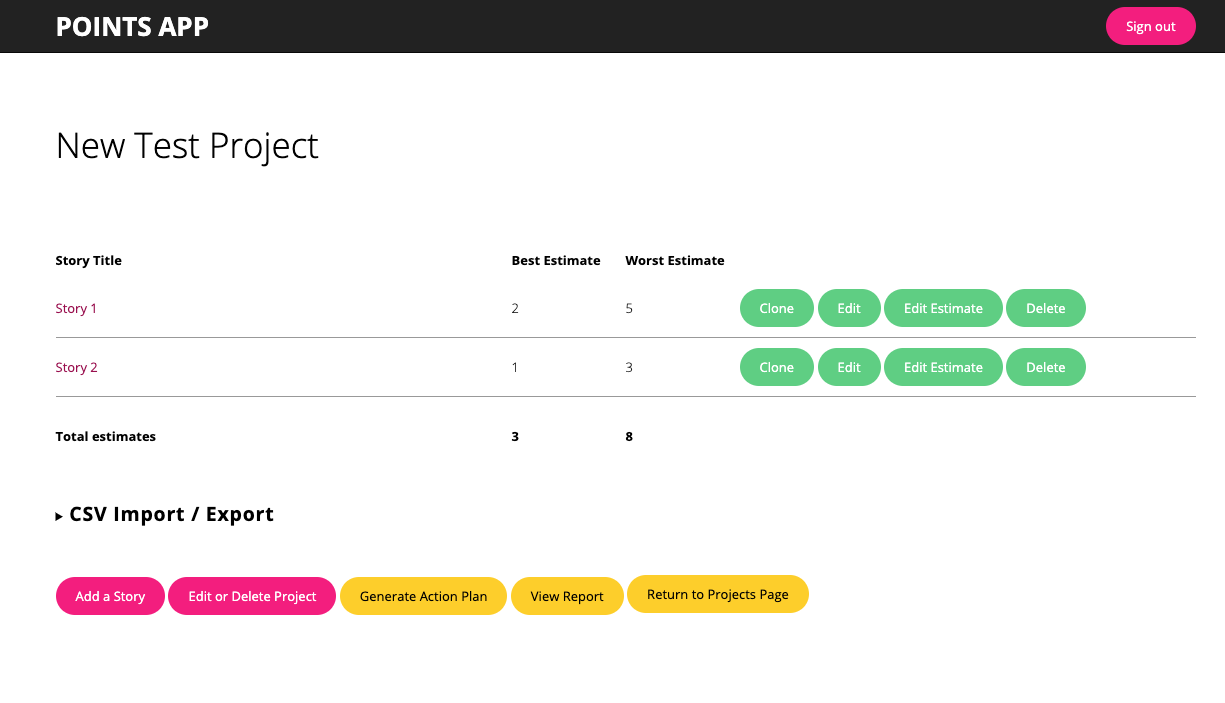 POINTS APP Sign out
New Test Project
Story Title Best Estimate Worst Estimate
Story 1 2 5 Clone Edit Edit Estimate Delete
Story 2 1 3 Clone Edit Edit Estimate Delete
Total estimates 3 8
CSV Import / Export
Add a Story Edit or Delete Project Generate Action Plan View Report Return to Projects Page